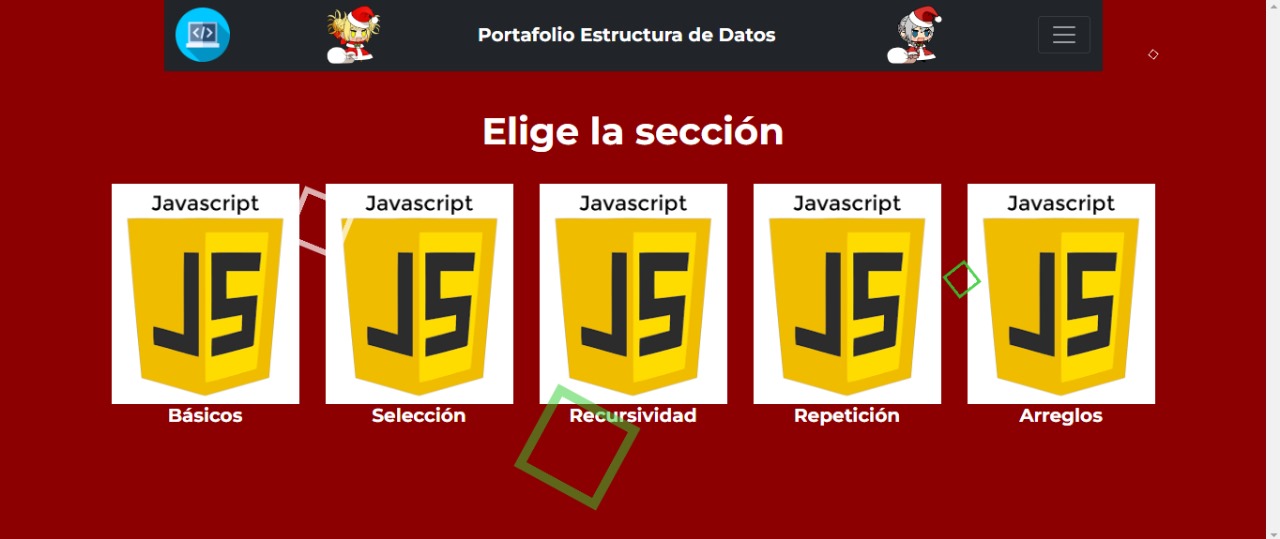 </>
Portafolio Estructura de Datos
Elige la sección
Javascript
JS
Básicos
Javascript
JS
Selección
Javascript
JS
Recursividad
Javascript
JS
Repetición
Javascript
JS
Arreglos